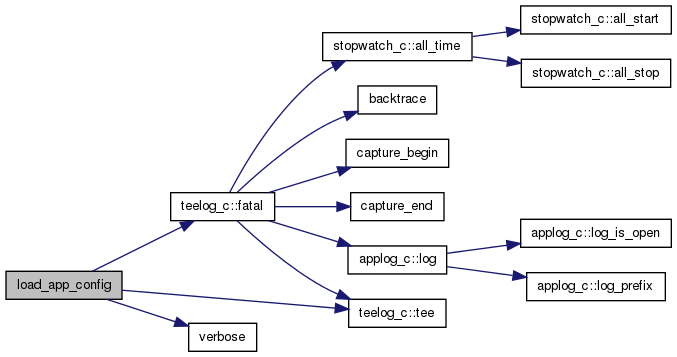 stopwatch_c::all_start
stopwatch_c::all_time
stopwatch_c::all_stop
backtrace
capture_begin
teelog_c::fatal
capture_end
applog_c::log_is_open
applog_c::log
load_app_config
applog_c::log_prefix
teelog_c::tee
verbose